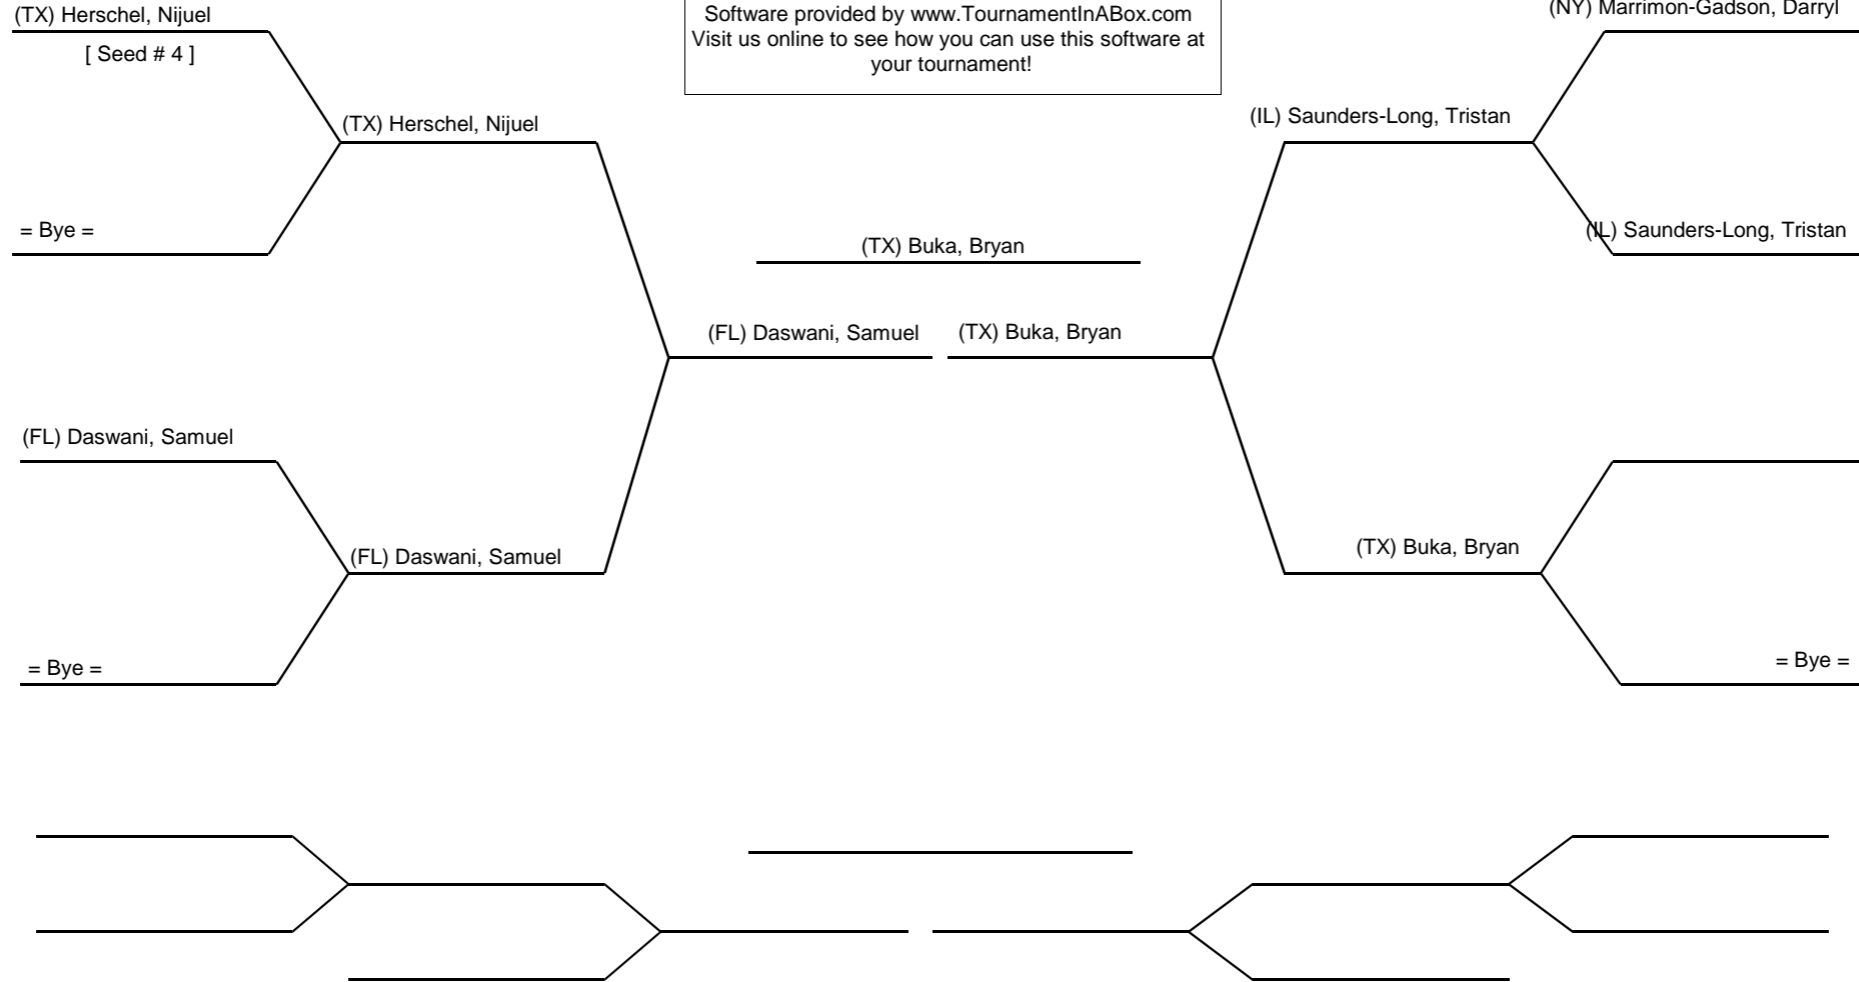 (TX) Herschel, Nijuel
[ Seed # 4 ]
Software provided by www.TournamentInABox.com
Visit us online to see how you can use this software at
your tournament!
(NY) Marrimon-Gadson, Darryl
(TX) Herschel, Nijuel
(IL) Saunders-Long, Tristan
= Bye =
(TX) Buka, Bryan
(IL) Saunders-Long, Tristan
(FL) Daswani, Samuel
(TX) Buka, Bryan
(FL) Daswani, Samuel
(FL) Daswani, Samuel
(TX) Buka, Bryan
= Bye =
= Bye =